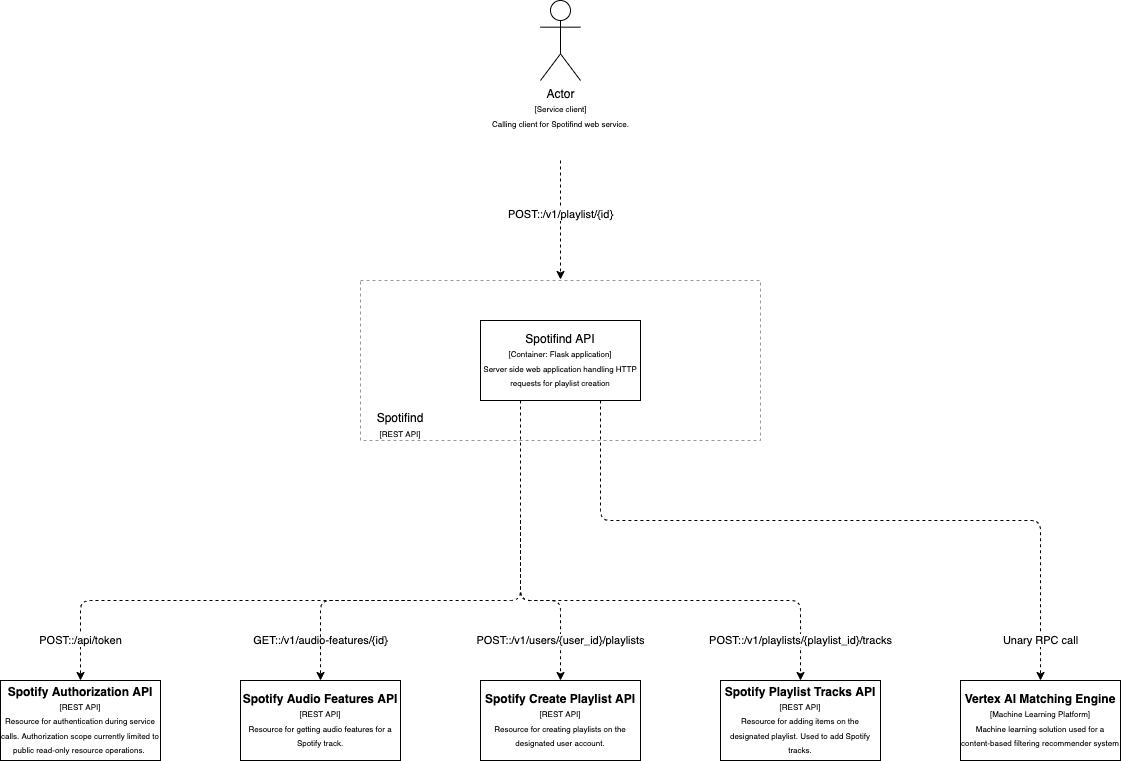 Actor
[Service client]
Calling client for Spotifind web service.
POST::/v1/playlist/{id}
Spotifind API
[Container: Flask application]
Server side web application handling HTTP
requests for playlist creation
Spotifind
[REST API]
POST::/api/token
GET::/v1/audio-features/{id}
POST::/v1/users/{user_id}/playlists
POST::/v1/playlists/{playlist_id}/tracks
Unary RPC call
Spotify Authorization API
[REST API]
Resource for authentication during service
calls. Authorization scope currently limited to
public read-only resource operations.
Spotify Audio Features API
[REST API]
Resource for getting audio features for a
Spotify track.
Spotify Create Playlist API
[REST API]
Resource for creating playlists on the
designated user account.
Spotify Playlist Tracks API
[REST API]
Resource for adding items on the
designated playlist. Used to add Spotify
tracks.
Vertex AI Matching Engine
[Machine Learning Platform]
Machine learning solution used for a
content-based filtering recommender system